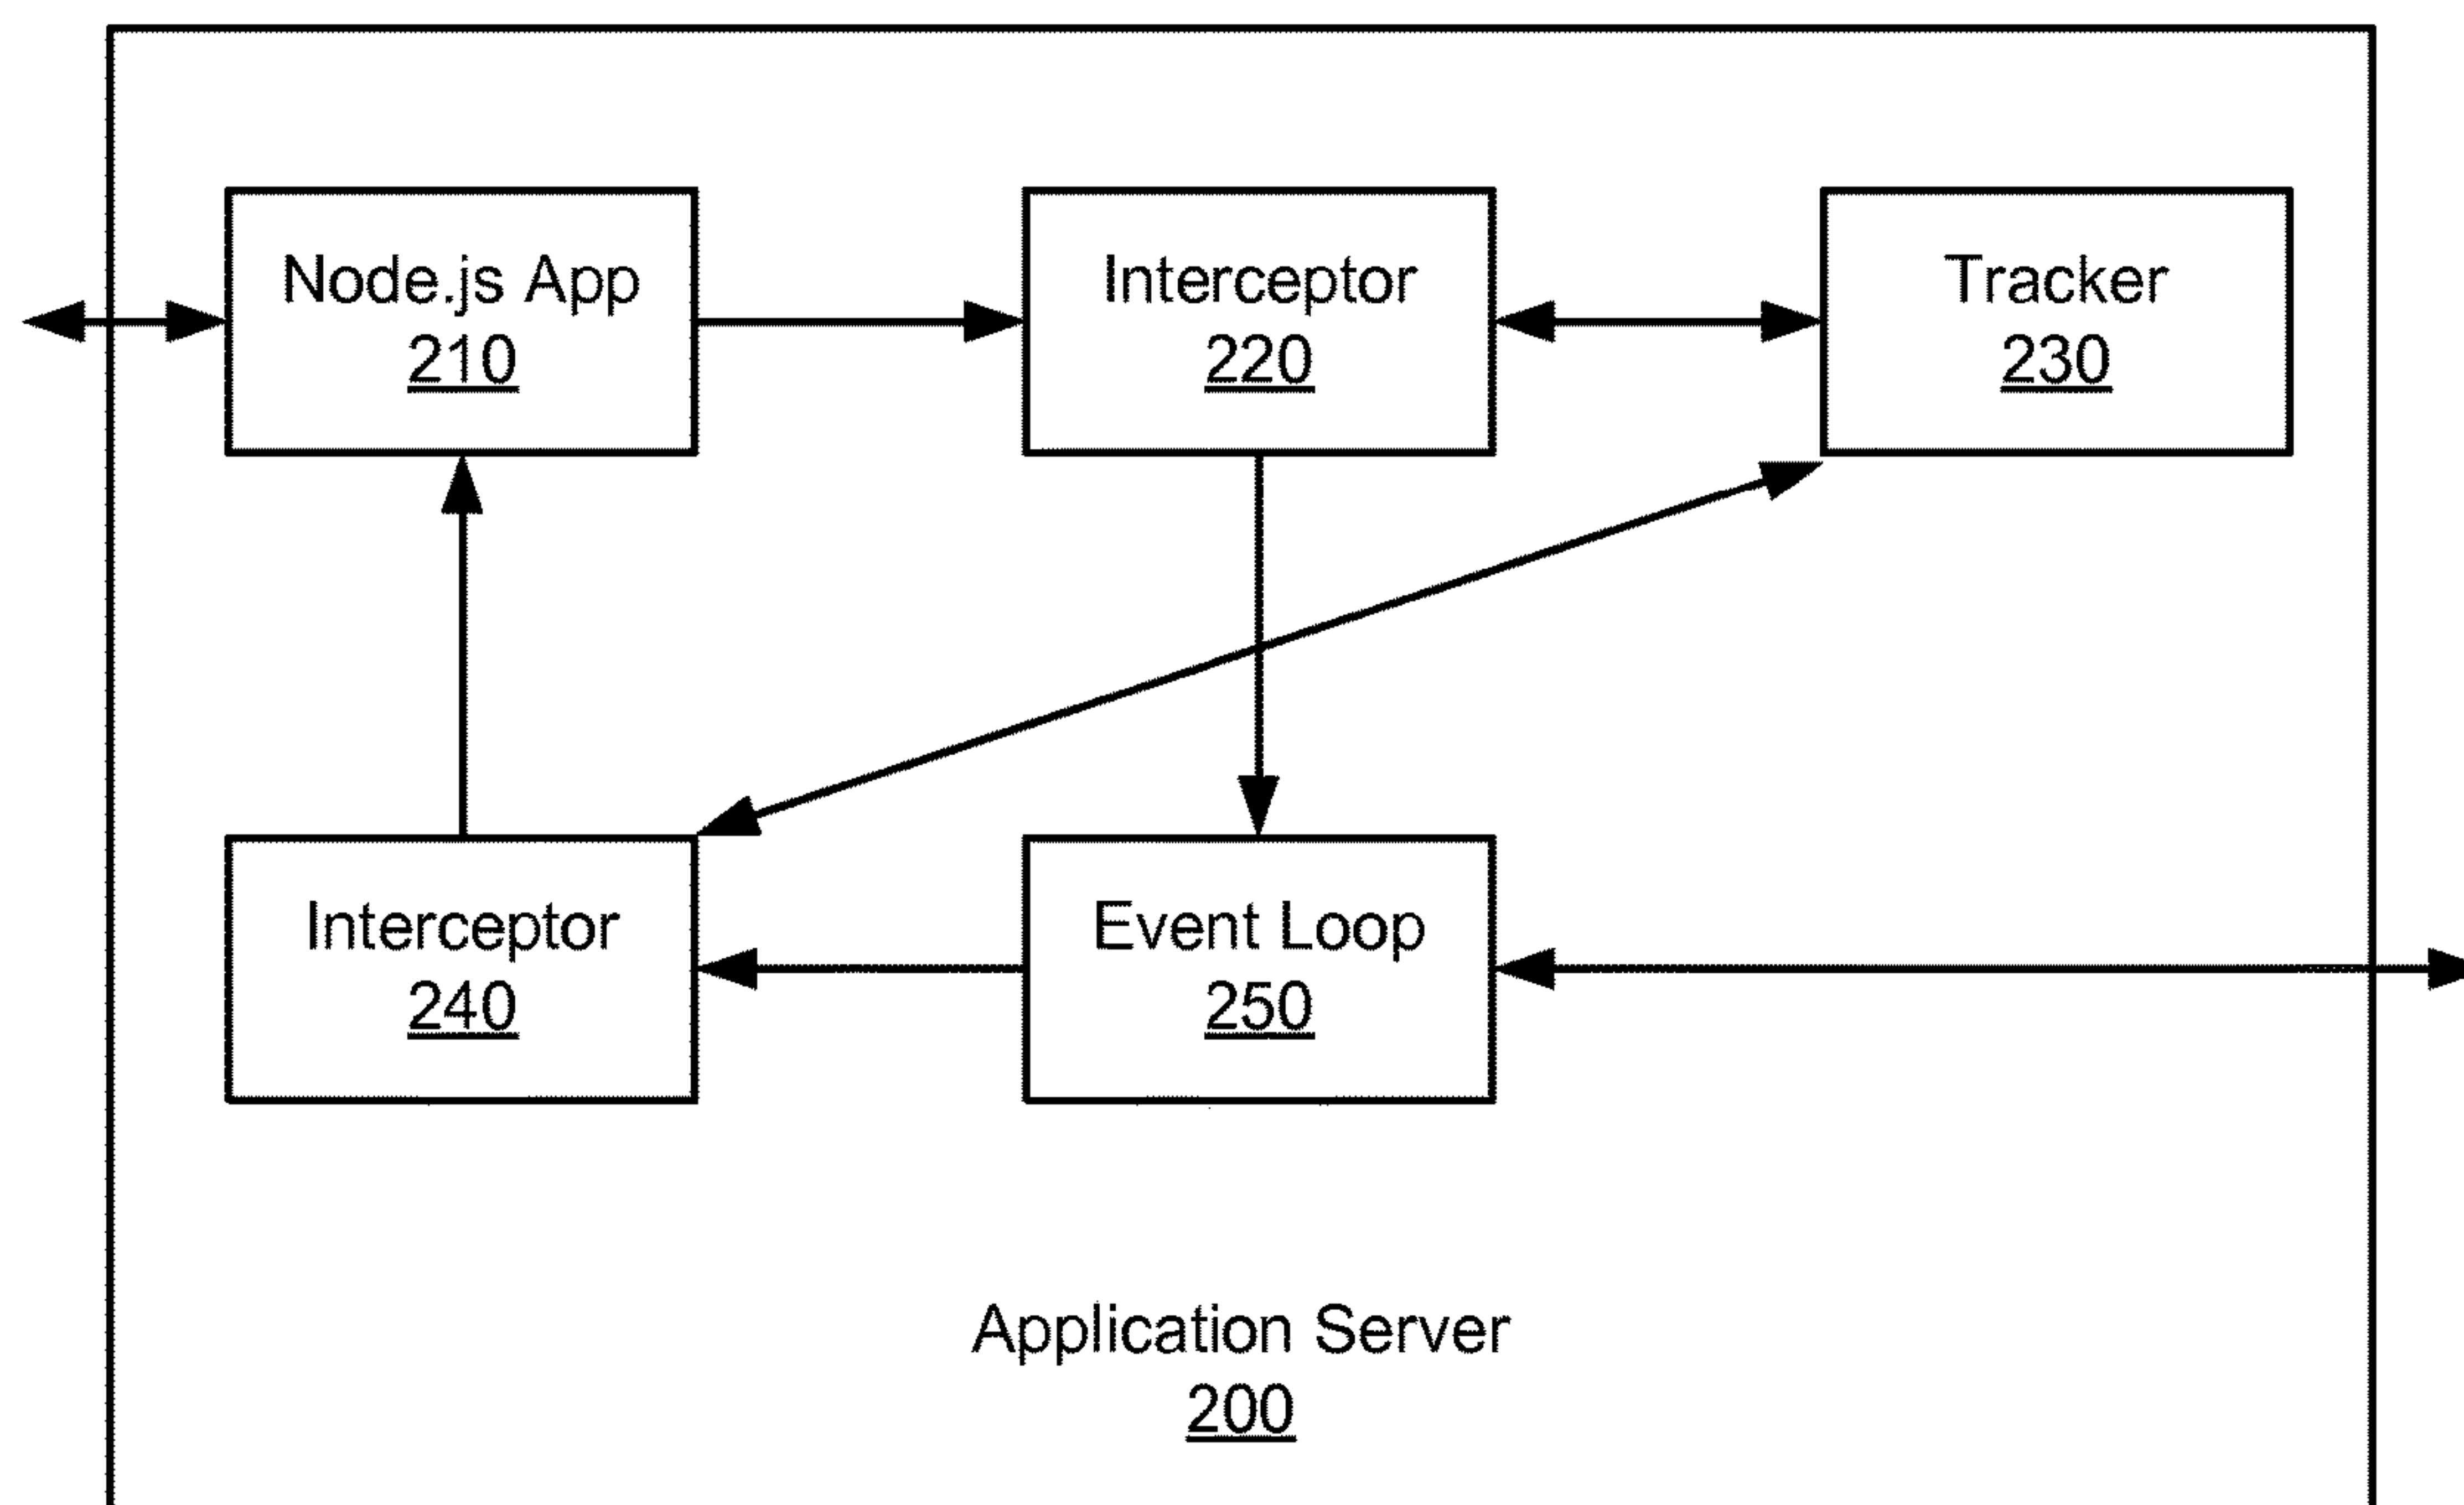 Node.js App
210
Interceptor
220
Tracker
230
Interceptor
240
Event Loop
250
Application Server
200